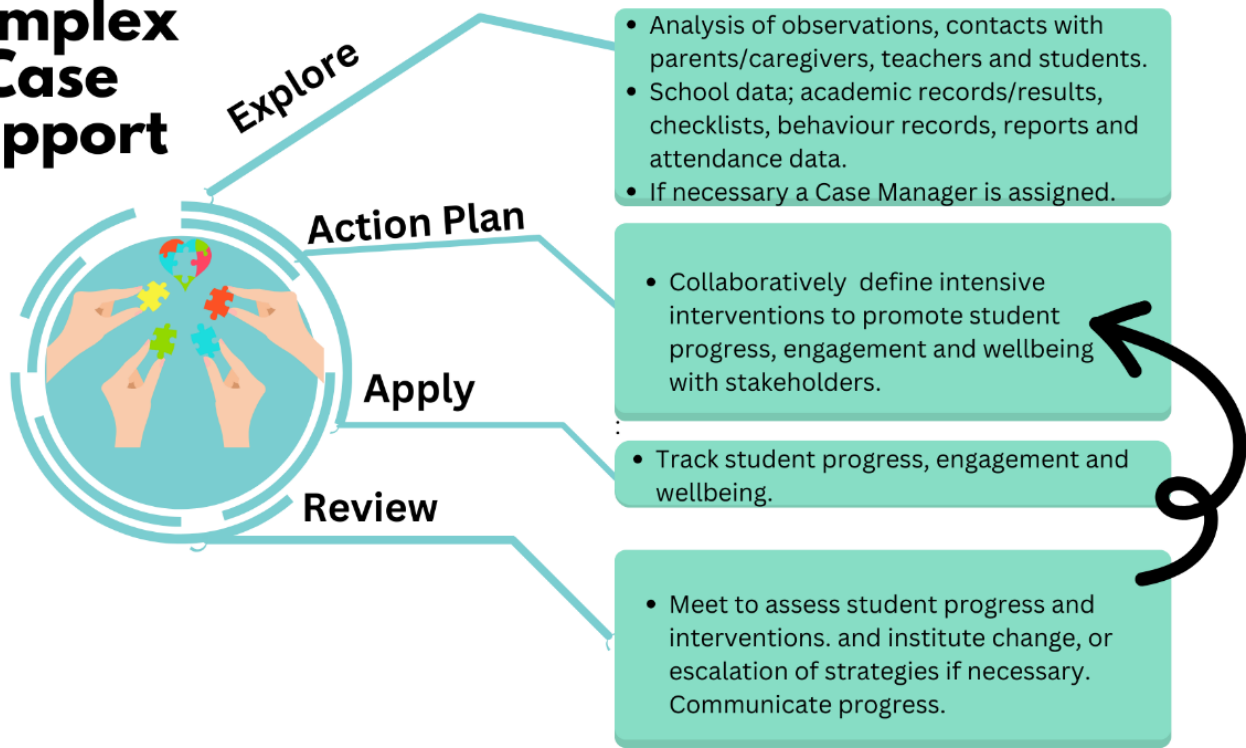 mplex
Case
pport
Explore
• Analysis of observations, contacts with
parents/caregivers, teachers and students.
• School data; academic records/results,
checklists, behaviour records, reports and
attendance data.
• If necessary a Case Manager is assigned.
Action Plan
• Collaboratively  define intensive
interventions to promote student
progress, engagement and wellbeing
with stakeholders.
:
Apply
• Track student progress, engagement and
wellbeing.
Review
• Meet to assess student progress and
interventions. and institute change, or
escalation of strategies if necessary.
Communicate progress.